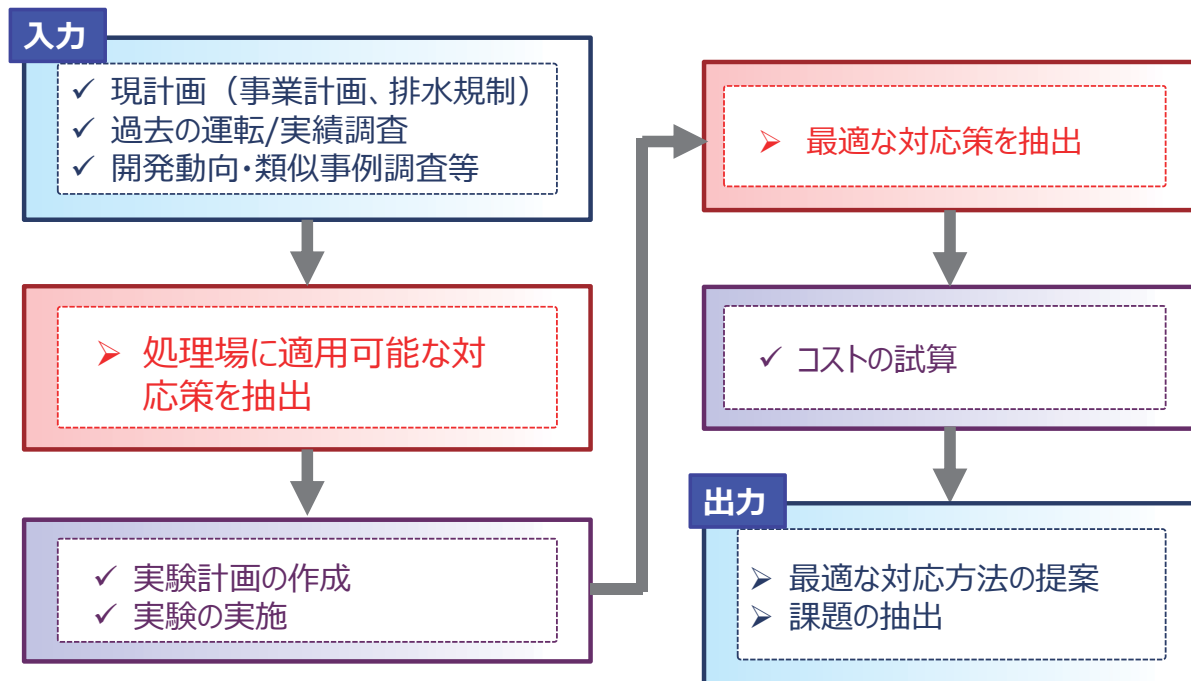 入力
✓ 現計画（事業計画、排水規制）
✓ 過去の運転/実績調査
✓ 開発動向・類似事例調査等
➢ 処理場に適用可能な対
応策を抽出
✓ 実験計画の作成
✓ 実験の実施
➢ 最適な対応策を抽出
✓ コストの試算
出力
➢ 最適な対応方法の提案
➢ 課題の抽出